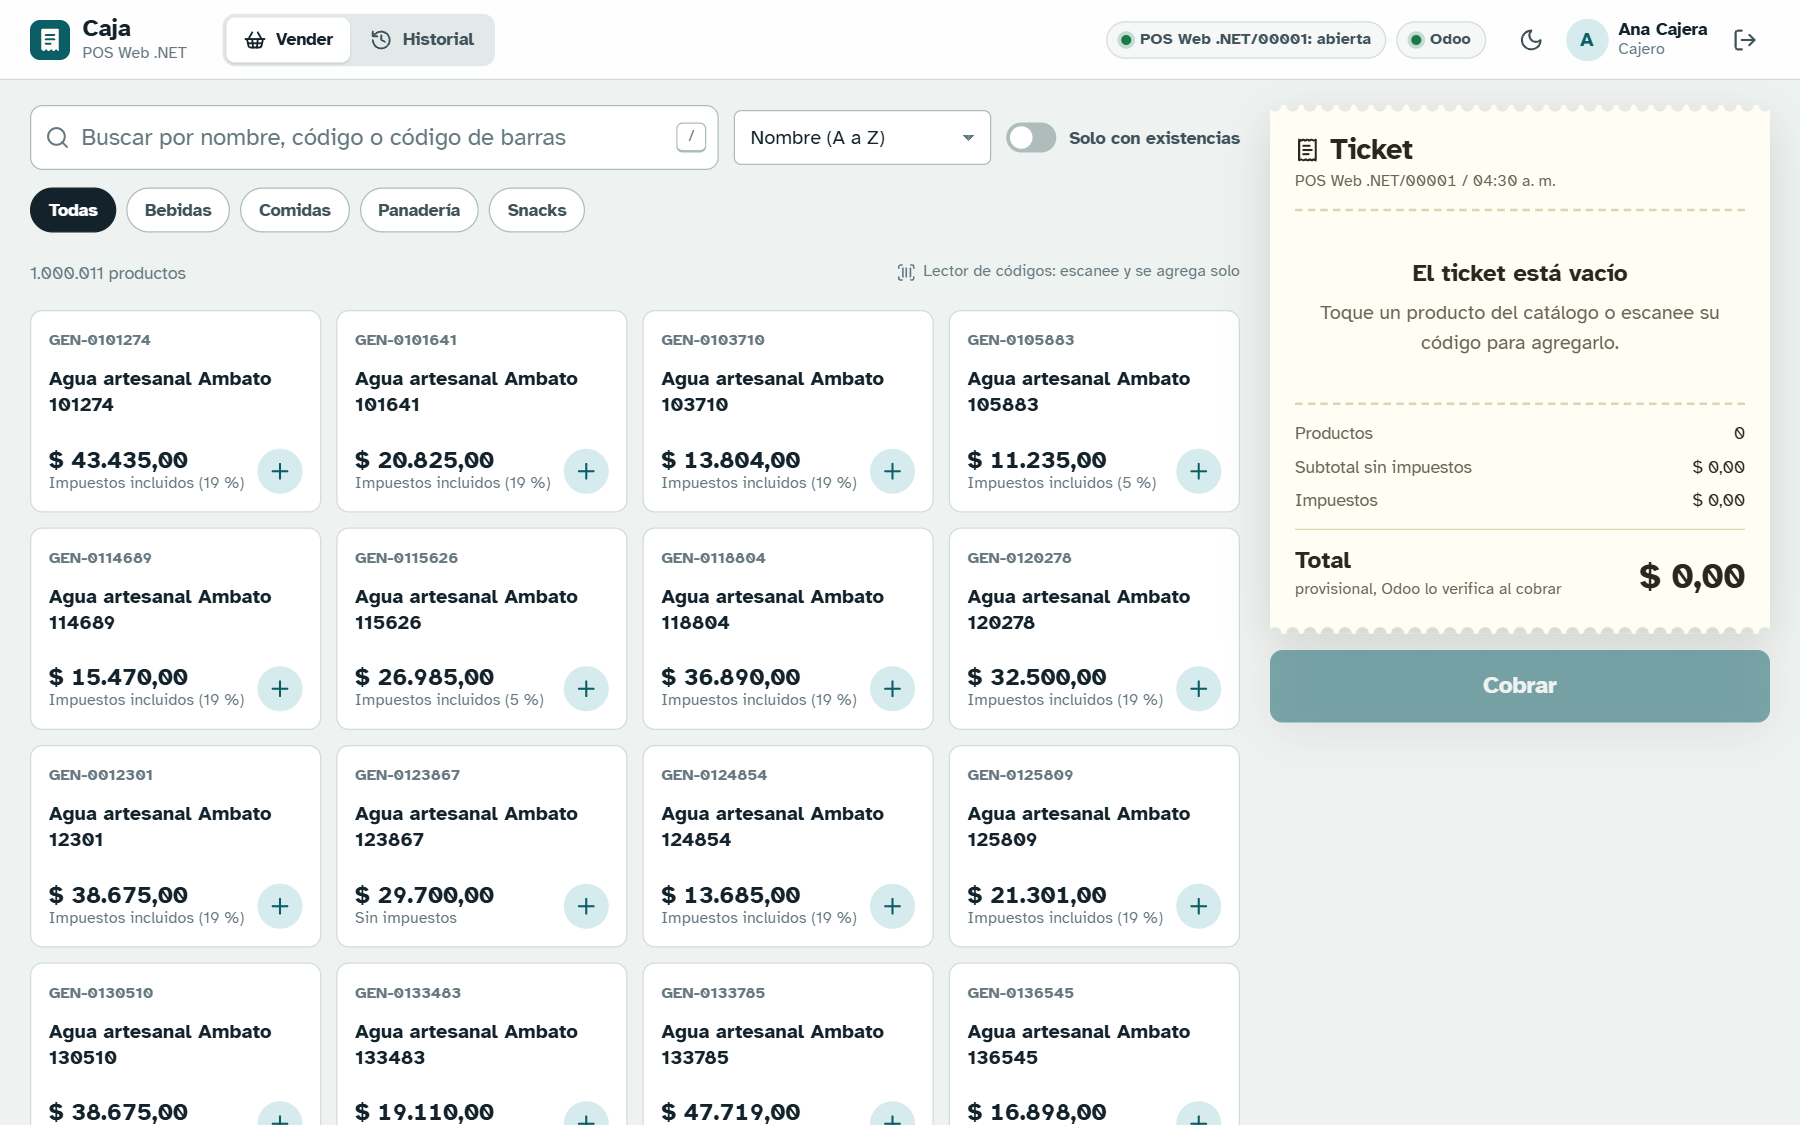 Caja
POS Web .NET
Vender
Historial
POS Web .NET/00001: abierta
Odoo
A
Ana Cajera
Cajero
Buscar por nombre, código o código de barras
/
Nombre (A a Z)
Solo con existencias
Todas
Bebidas
Comidas
Panadería
Snacks
1.000.011 productos
Lector de códigos: escanee y se agrega solo
GEN-0101274
Agua artesanal Ambato
101274
$ 43.435,00
Impuestos incluidos (19 %)
GEN-0101641
Agua artesanal Ambato
101641
$ 20.825,00
Impuestos incluidos (19 %)
GEN-0103710
Agua artesanal Ambato
103710
$ 13.804,00
Impuestos incluidos (19 %)
GEN-0105883
Agua artesanal Ambato
105883
$ 11.235,00
Impuestos incluidos (5 %)
GEN-0114689
Agua artesanal Ambato
114689
$ 15.470,00
Impuestos incluidos (19 %)
GEN-0115626
Agua artesanal Ambato
115626
$ 26.985,00
Impuestos incluidos (5 %)
GEN-0118804
Agua artesanal Ambato
118804
$ 36.890,00
Impuestos incluidos (19 %)
GEN-0120278
Agua artesanal Ambato
120278
$ 32.500,00
Impuestos incluidos (19 %)
GEN-0012301
Agua artesanal Ambato
12301
$ 38.675,00
Impuestos incluidos (19 %)
GEN-0123867
Agua artesanal Ambato
123867
$ 29.700,00
Sin impuestos
GEN-0124854
Agua artesanal Ambato
124854
$ 13.685,00
Impuestos incluidos (19 %)
GEN-0125809
Agua artesanal Ambato
125809
$ 21.301,00
Impuestos incluidos (19 %)
GEN-0130510
Agua artesanal Ambato
130510
$ 38.675,00
GEN-0133483
Agua artesanal Ambato
133483
$ 19.110,00
GEN-0133785
Agua artesanal Ambato
133785
$ 47.719,00
GEN-0136545
Agua artesanal Ambato
136545
$ 16.898,00
Ticket
POS Web .NET/00001 / 04:30 a. m.
El ticket está vacío
Toque un producto del catálogo o escanee su
código para agregarlo.
Productos 0
Subtotal sin impuestos $ 0,00
Impuestos $ 0,00
Total
provisional, Odoo lo verifica al cobrar
$ 0,00
Cobrar